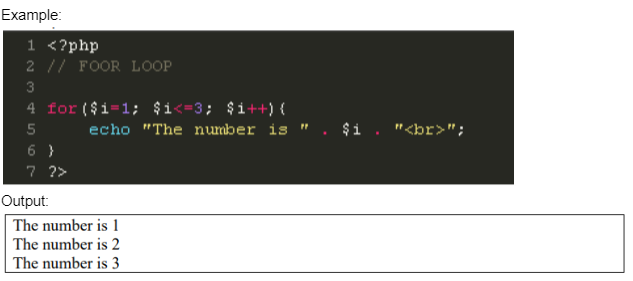 Example:
1 <?php
2 // FOOR LOOP
3
4 for($i=1; $i<=3; $i++){
5 echo "The number is " . $i . "<br>";
6 }
7 ?>
Output:
The number is 1
The number is 2
The number is 3